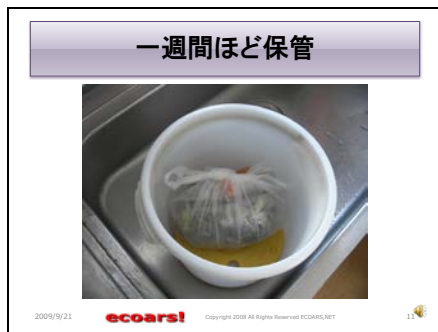 一週間ほど保管
2009/9/21
ecoars!
Copyright 2008 All Rights Reserved ECOARS,NET
11